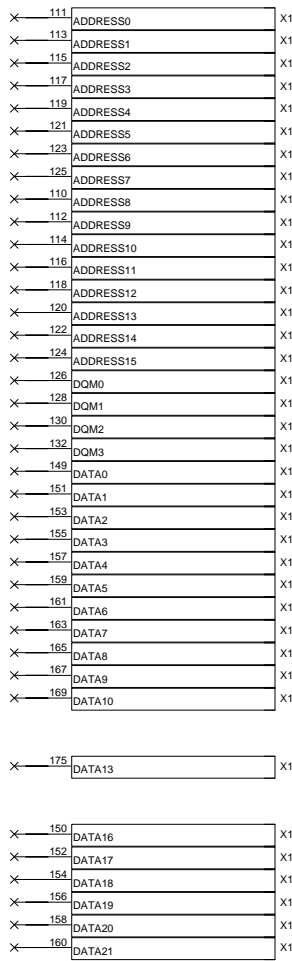 111 ADDRESS0 X1
113 ADDRESS1 X1
115 ADDRESS2 X1
117 ADDRESS3 X1
119 ADDRESS4 X1
121 ADDRESS5 X1
123 ADDRESS6 X1
125 ADDRESS7 X1
110 ADDRESS8 X1
112 ADDRESS9 X1
114 ADDRESS10 X1
116 ADDRESS11 X1
118 ADDRESS12 X1
120 ADDRESS13 X1
122 ADDRESS14 X1
124 ADDRESS15 X1
126 DQM0 X1
128 DQM1 X1
130 DQM2 X1
132 DQM3 X1
149 DATA0 X1
151 DATA1 X1
153 DATA2 X1
155 DATA3 X1
157 DATA4 X1
159 DATA5 X1
161 DATA6 X1
163 DATA7 X1
165 DATA8 X1
167 DATA9 X1
169 DATA10 X1
175 DATA13 X1
150 DATA16 X1
152 DATA17 X1
154 DATA18 X1
156 DATA19 X1
158 DATA20 X1
160 DATA21 X1